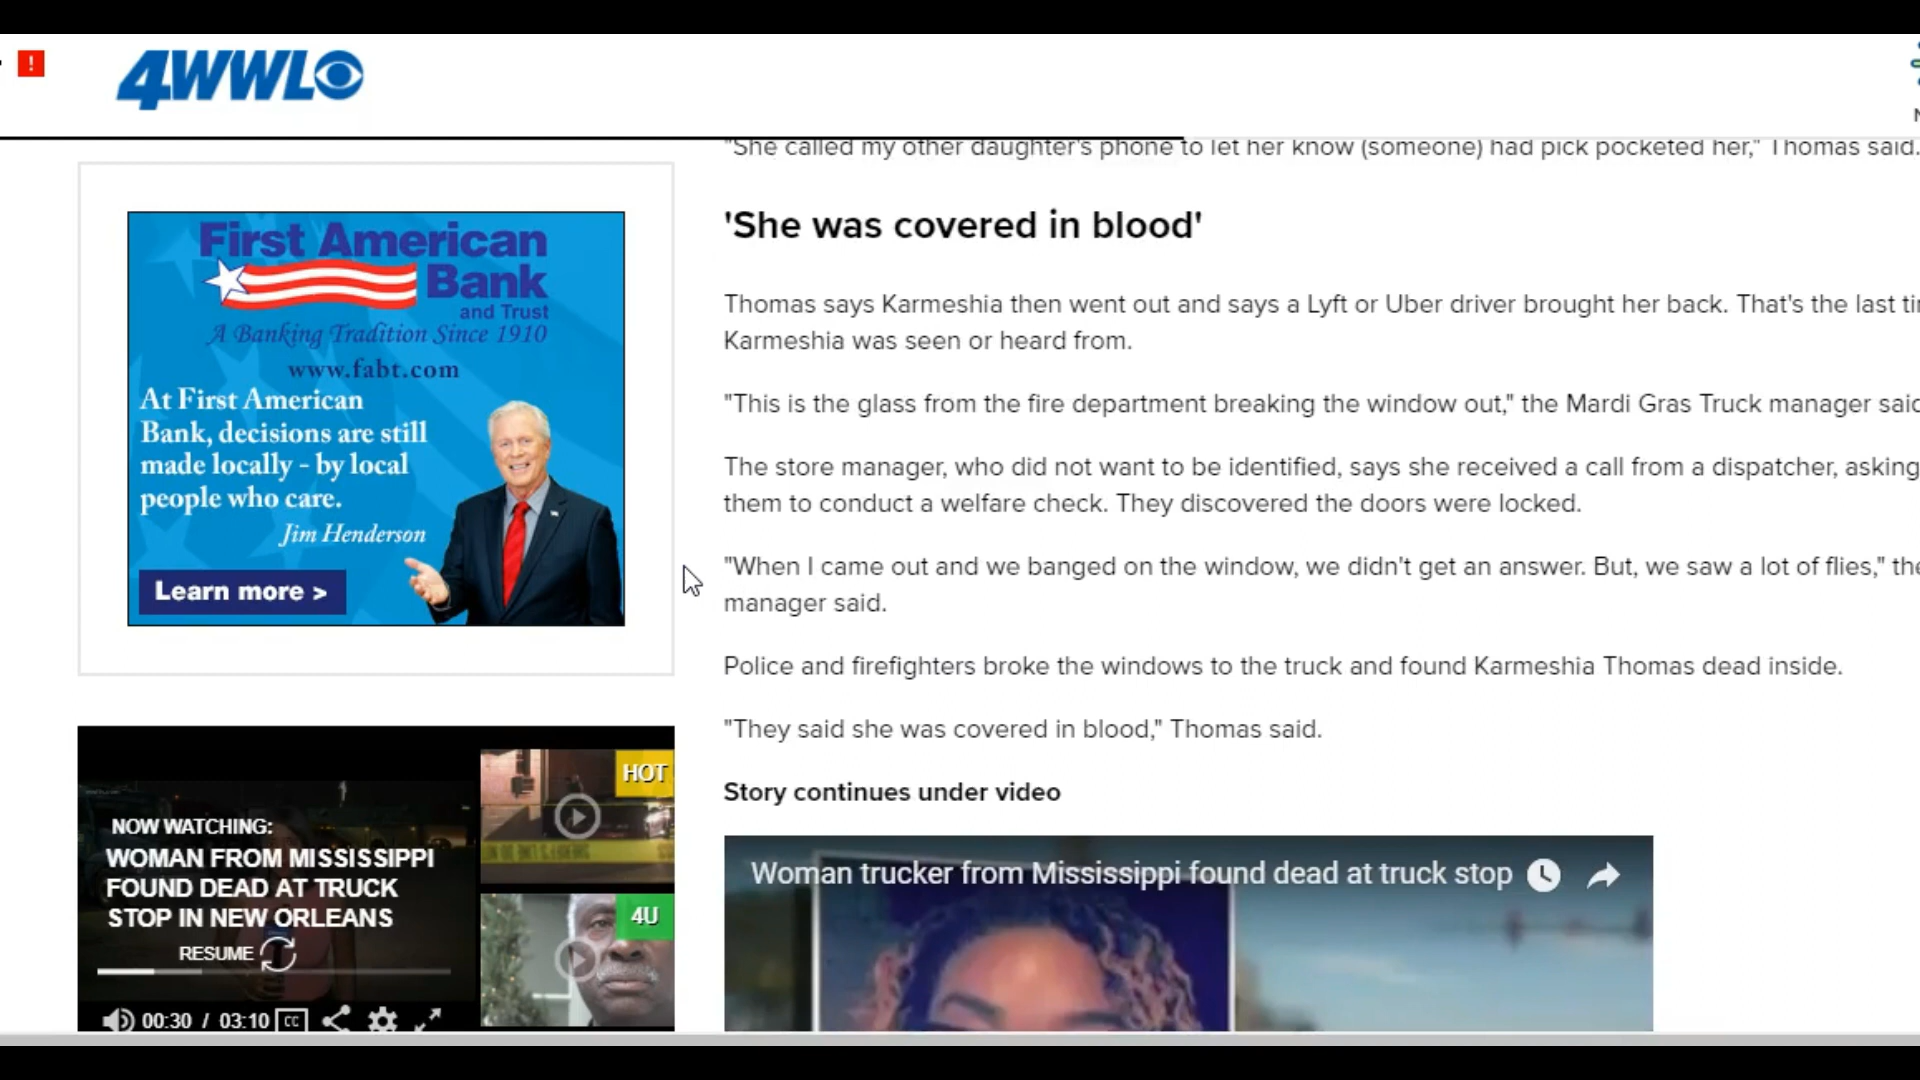 !
4WWL
"She called my other daughter's phone to let her know (someone) had pick pocketed her," Thomas said.
First American
Bank
and Trust
A Banking Tradition Since 1910
www.fabt.com
At First American
Bank, decisions are still
made locally - by local
people who care.
Jim Henderson
Learn more >
'She was covered in blood'
Thomas says Karmeshia then went out and says a Lyft or Uber driver brought her back. That's the last
Karmeshia was seen or heard from.
"This is the glass from the fire department breaking the window out," the Mardi Gras Truck manager
The store manager, who did not want to be identified, says she received a call from a dispatcher, asking
them to conduct a welfare check. They discovered the doors were locked.
"When I came out and we banged on the window, we didn't get an answer. But, we saw a lot of flies," the
manager said.
Police and firefighters broke the windows to the truck and found Karmeshia Thomas dead inside.
"They said she was covered in blood," Thomas said.
Story continues under video
HOT
NOW WATCHING:
WOMAN FROM MISSISSIPPI
FOUND DEAD AT TRUCK
STOP IN NEW ORLEANS
RESUME
4U
00:30 / 03:10 CC
Woman trucker from Mississippi found dead at truck stop